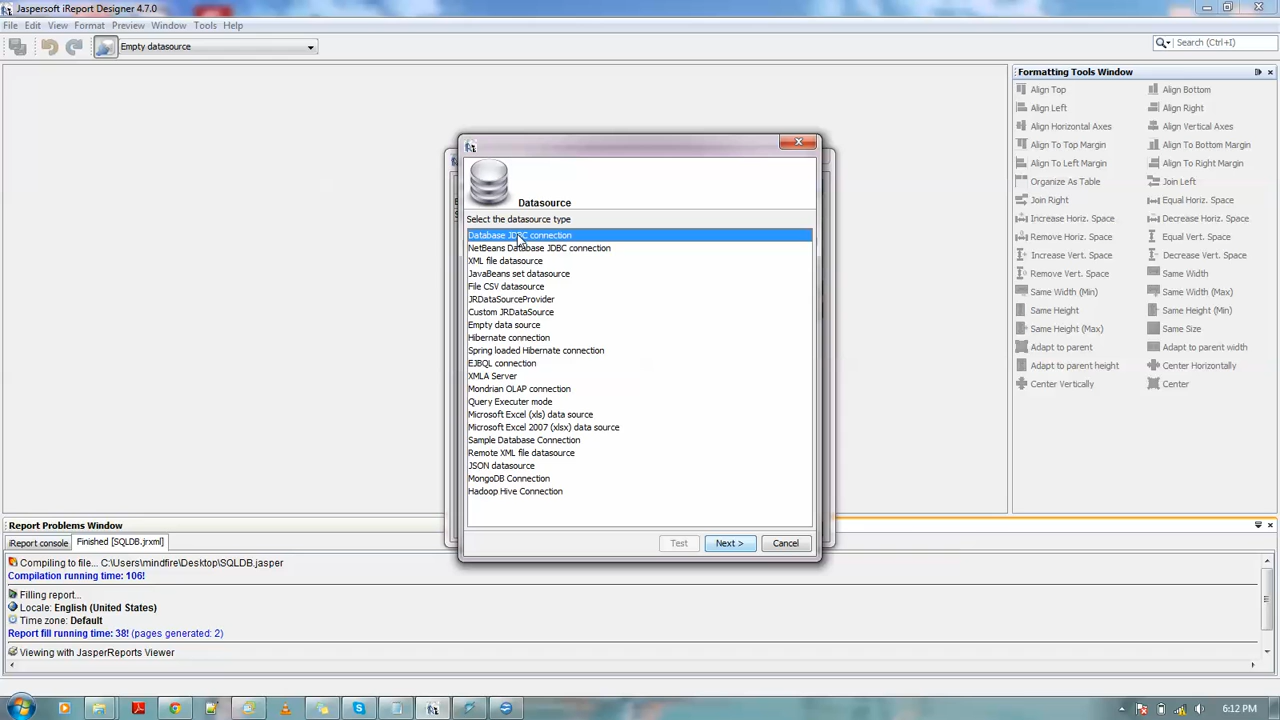 Jaspersoft iReport Designer 4.7.0
File Edit View Format Preview Window Tools Help
Empty datasource
Search (Ctrl+I)
Formatting Tools Window
Align Top Align Bottom
Align Left Align Right
Align Horizontal Axes Align Vertical Axes
Align To Top Margin Align To Bottom Margin
Align To Left Margin Align To Right Margin
Organize As Table Join Left
Join Right Equal Horiz. Space
Increase Horiz. Space Decrease Horiz. Space
Remove Horiz. Space Equal Vert. Space
Increase Vert. Space Decrease Vert. Space
Remove Vert. Space Same Width
Same Width (Min) Same Width (Max)
Same Height Same Height (Min)
Same Height (Max) Same Size
Adapt to parent Adapt to parent width
Adapt to parent height Center Horizontally
Center Vertically Center
Datasource
Select the datasource type
Database JDBC connection
NetBeans Database JDBC connection
XML file datasource
JavaBeans set datasource
File CSV datasource
JRDataSourceProvider
Custom JRDataSource
Empty data source
Hibernate connection
Spring loaded Hibernate connection
EJBQL connection
XMLA Server
Mondrian OLAP connection
Query Executer mode
Microsoft Excel (xls) data source
Microsoft Excel 2007 (xlsx) data source
Sample Database Connection
Remote XML file datasource
JSON datasource
MongoDB Connection
Hadoop Hive Connection
Test Next > Cancel
Report Problems Window
iReport console Finished [SQLDB.jrxml]
Compiling to file... C:\Users\mindfire\Desktop\SQLDB.jasper
Compilation running time: 106!
Filling report...
Locale: English (United States)
Time zone: Default
Report fill running time: 38! (pages generated: 2)
Viewing with JasperReports Viewer
6:12 PM